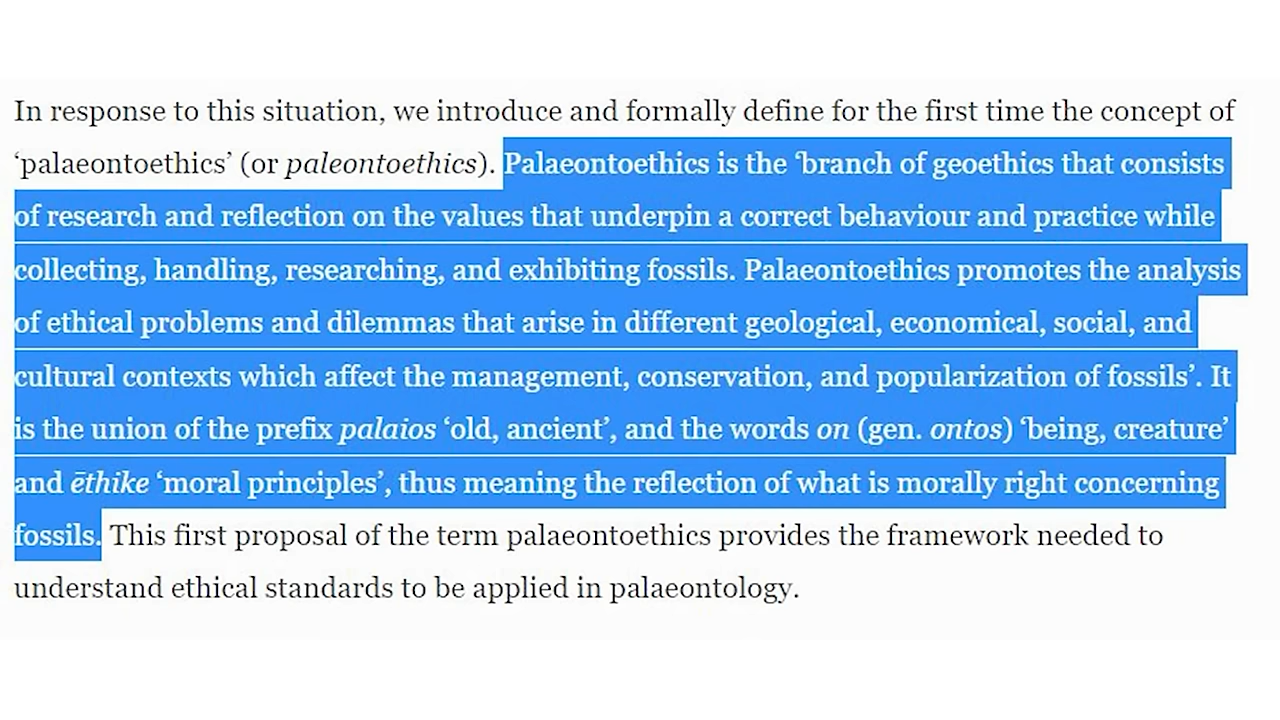 In response to this situation, we introduce and formally define for the first time the concept of
‘palaeontoethics’ (or paleontoethics). Palaeontoethics is the ‘branch of geoethics that consists
of research and reflection on the values that underpin a correct behaviour and practice while
collecting, handling, researching, and exhibiting fossils. Palaeontoethics promotes the analysis
of ethical problems and dilemmas that arise in different geological, economical, social, and
cultural contexts which affect the management, conservation, and popularization of fossils’. It
is the union of the prefix palaios ‘old, ancient’, and the words on (gen. ontos) ‘being, creature’
and ēthike ‘moral principles’, thus meaning the reflection of what is morally right concerning
fossils. This first proposal of the term palaeontoethics provides the framework needed to
understand ethical standards to be applied in palaeontology.